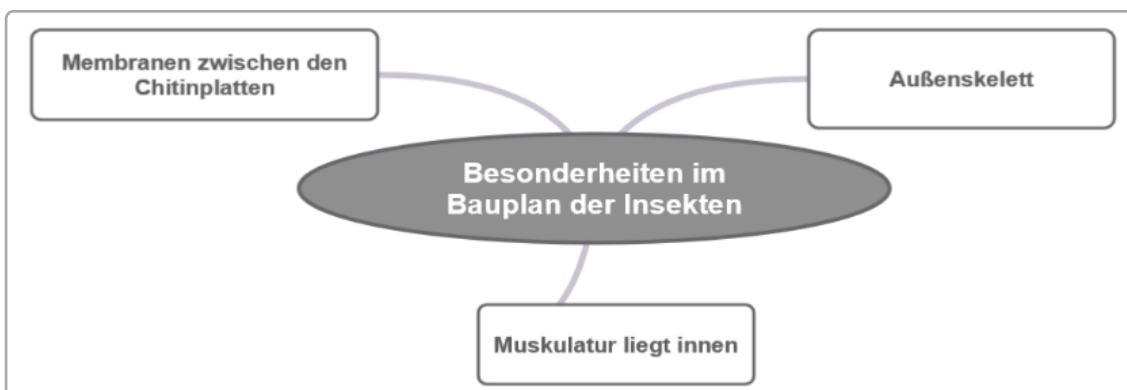 Membranen zwischen den
Chitinplatten
Außenskelett
Besonderheiten im
Bauplan der Insekten
Muskulatur liegt innen